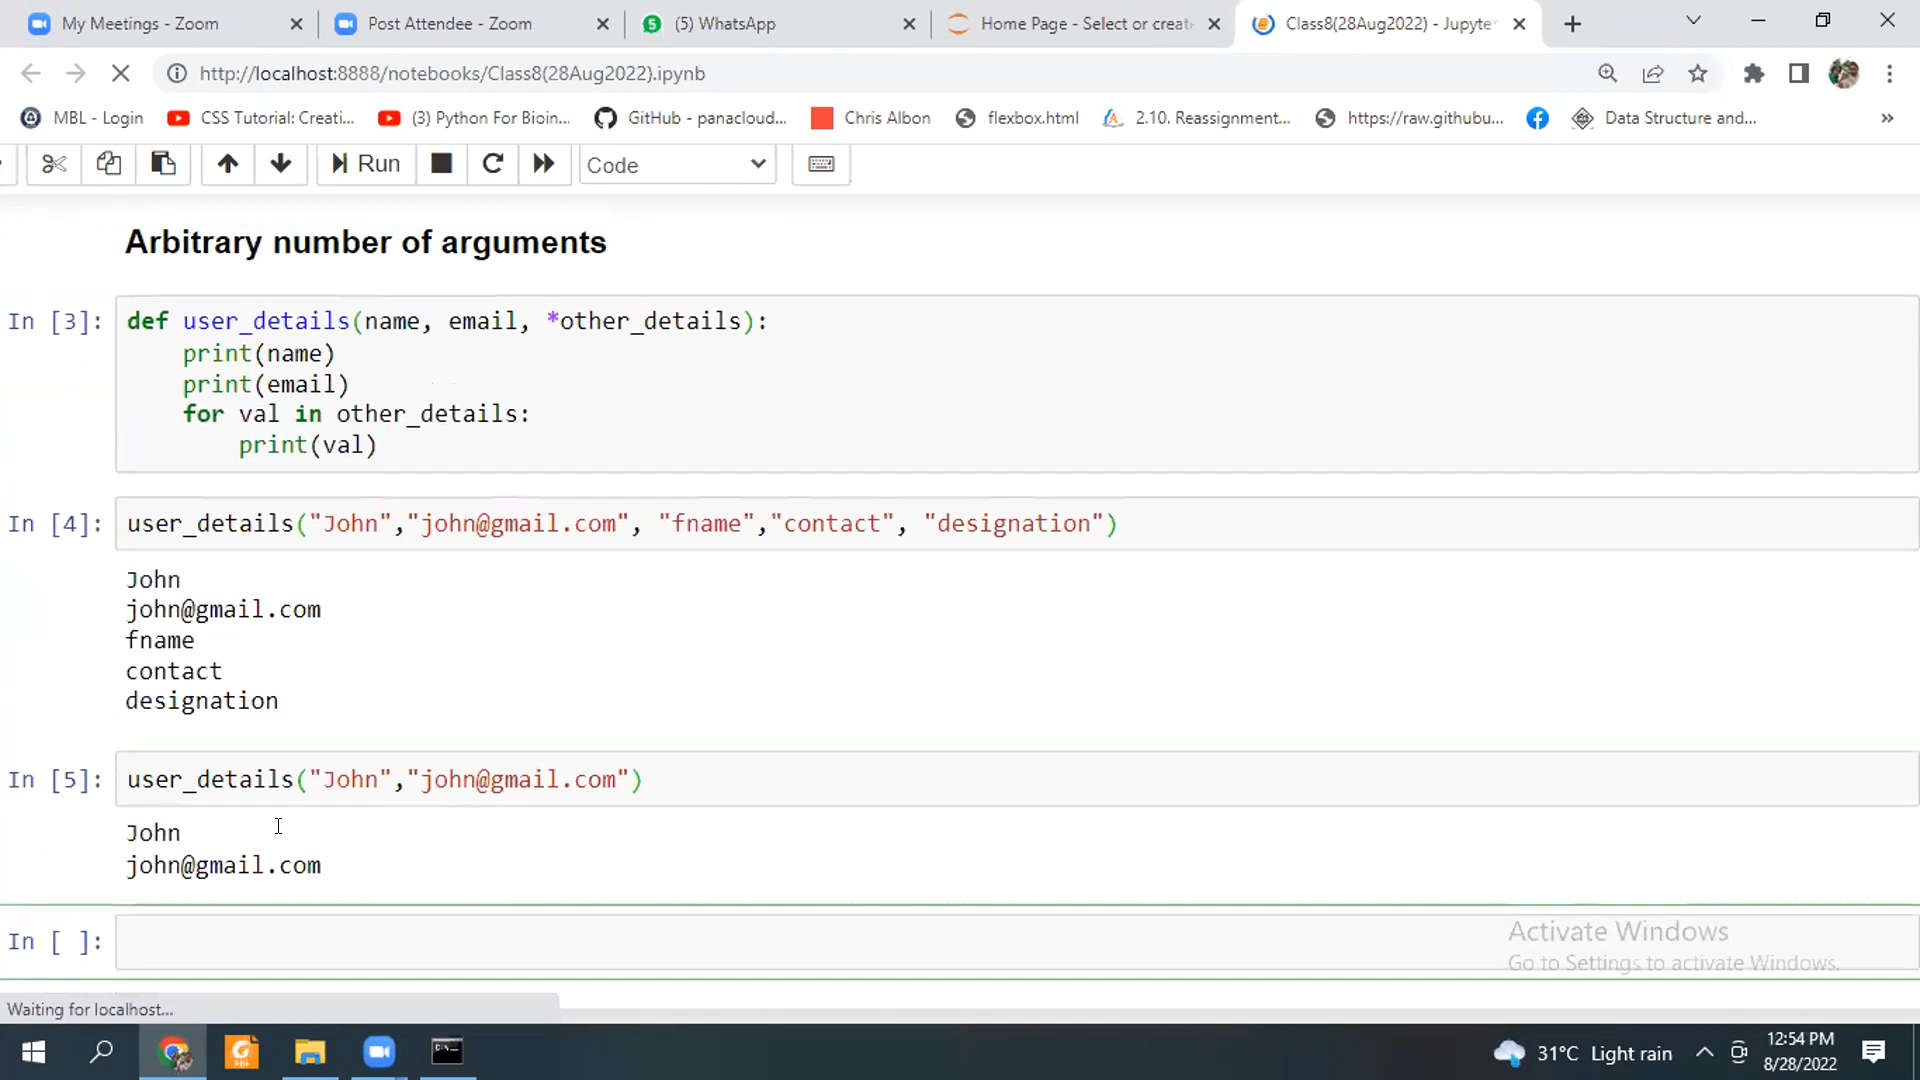 My Meetings - Zoom
Post Attendee - Zoom
5
(5) WhatsApp
Home Page - Select or creat
Class8(28Aug2022) - Jupyte
http://localhost:8888/notebooks/Class8(28Aug2022).ipynb
MBL - Login
CSS Tutorial: Creati...
(3) Python For Bioin...
GitHub - panacloud...
Chris Albon
flexbox.html
2.10. Reassignment...
https://raw.githubu...
Data Structure and...
»
Run
Code
Arbitrary number of arguments
In [3]:
def user_details(name, email, *other_details):
print(name)
print(email)
for val in other_details:
print(val)
In [4]:
user_details("John","john@gmail.com", "fname","contact", "designation")
John
john@gmail.com
fname
contact
designation
In [5]:
user_details("John","john@gmail.com")
John
john@gmail.com
In [ ]:
Activate Windows
Go to Settings to activate Windows.
Waiting for localhost...
31°C Light rain
12:54 PM
8/28/2022